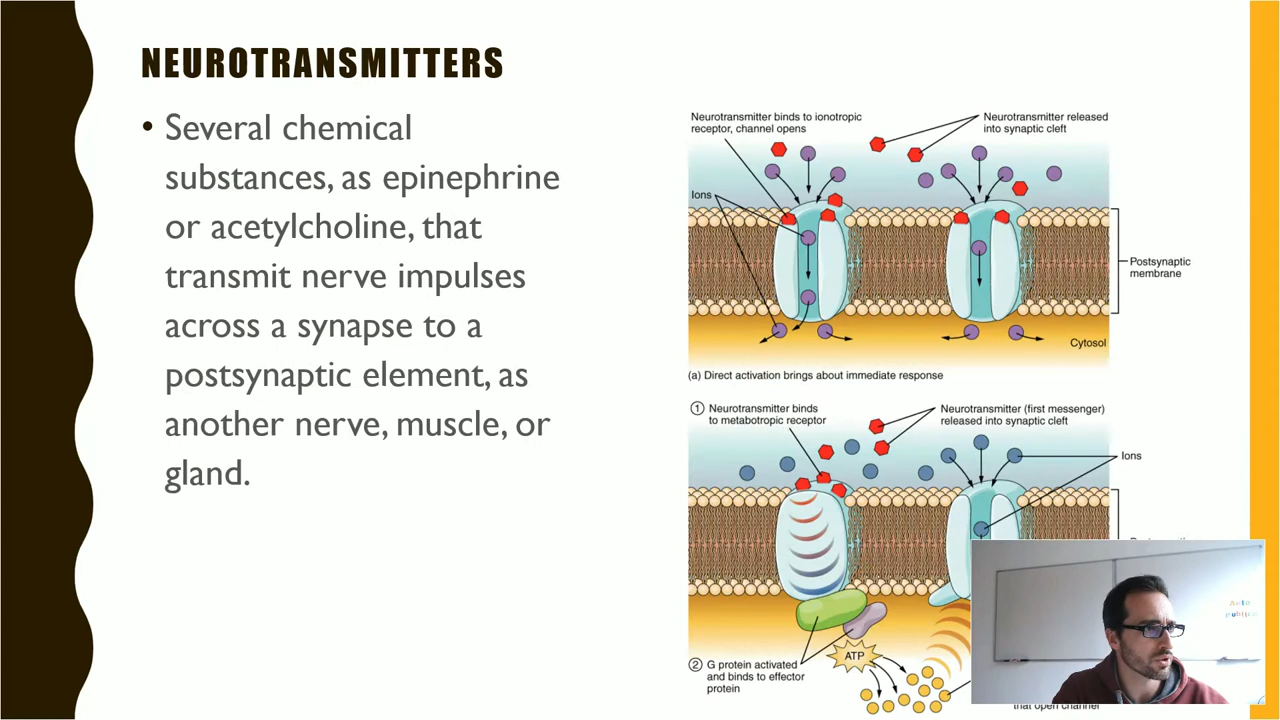 NEUROTRANSMITTERS
• Several chemical
substances, as epinephrine
or acetylcholine, that
transmit nerve impulses
across a synapse to a
postsynaptic element, as
another nerve, muscle, or
gland.
Neurotransmitter binds to ionotropic
receptor, channel opens
Neurotransmitter released
into synaptic cleft
Ions
Postsynaptic
membrane
Cytosol
(a) Direct activation brings about immediate response
1 Neurotransmitter binds
to metabotropic receptor
Neurotransmitter (first messenger)
released into synaptic cleft
Ions
ATP
2 G protein activated
and binds to effector
protein
that open channel
Auto